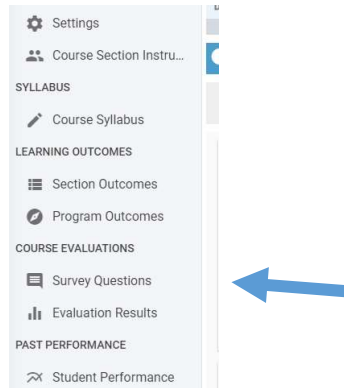 Settings
Course Section Instru...
SYLLABUS
Course Syllabus
LEARNING OUTCOMES
Section Outcomes
Program Outcomes
COURSE EVALUATIONS
Survey Questions
Evaluation Results
PAST PERFORMANCE
Student Performance